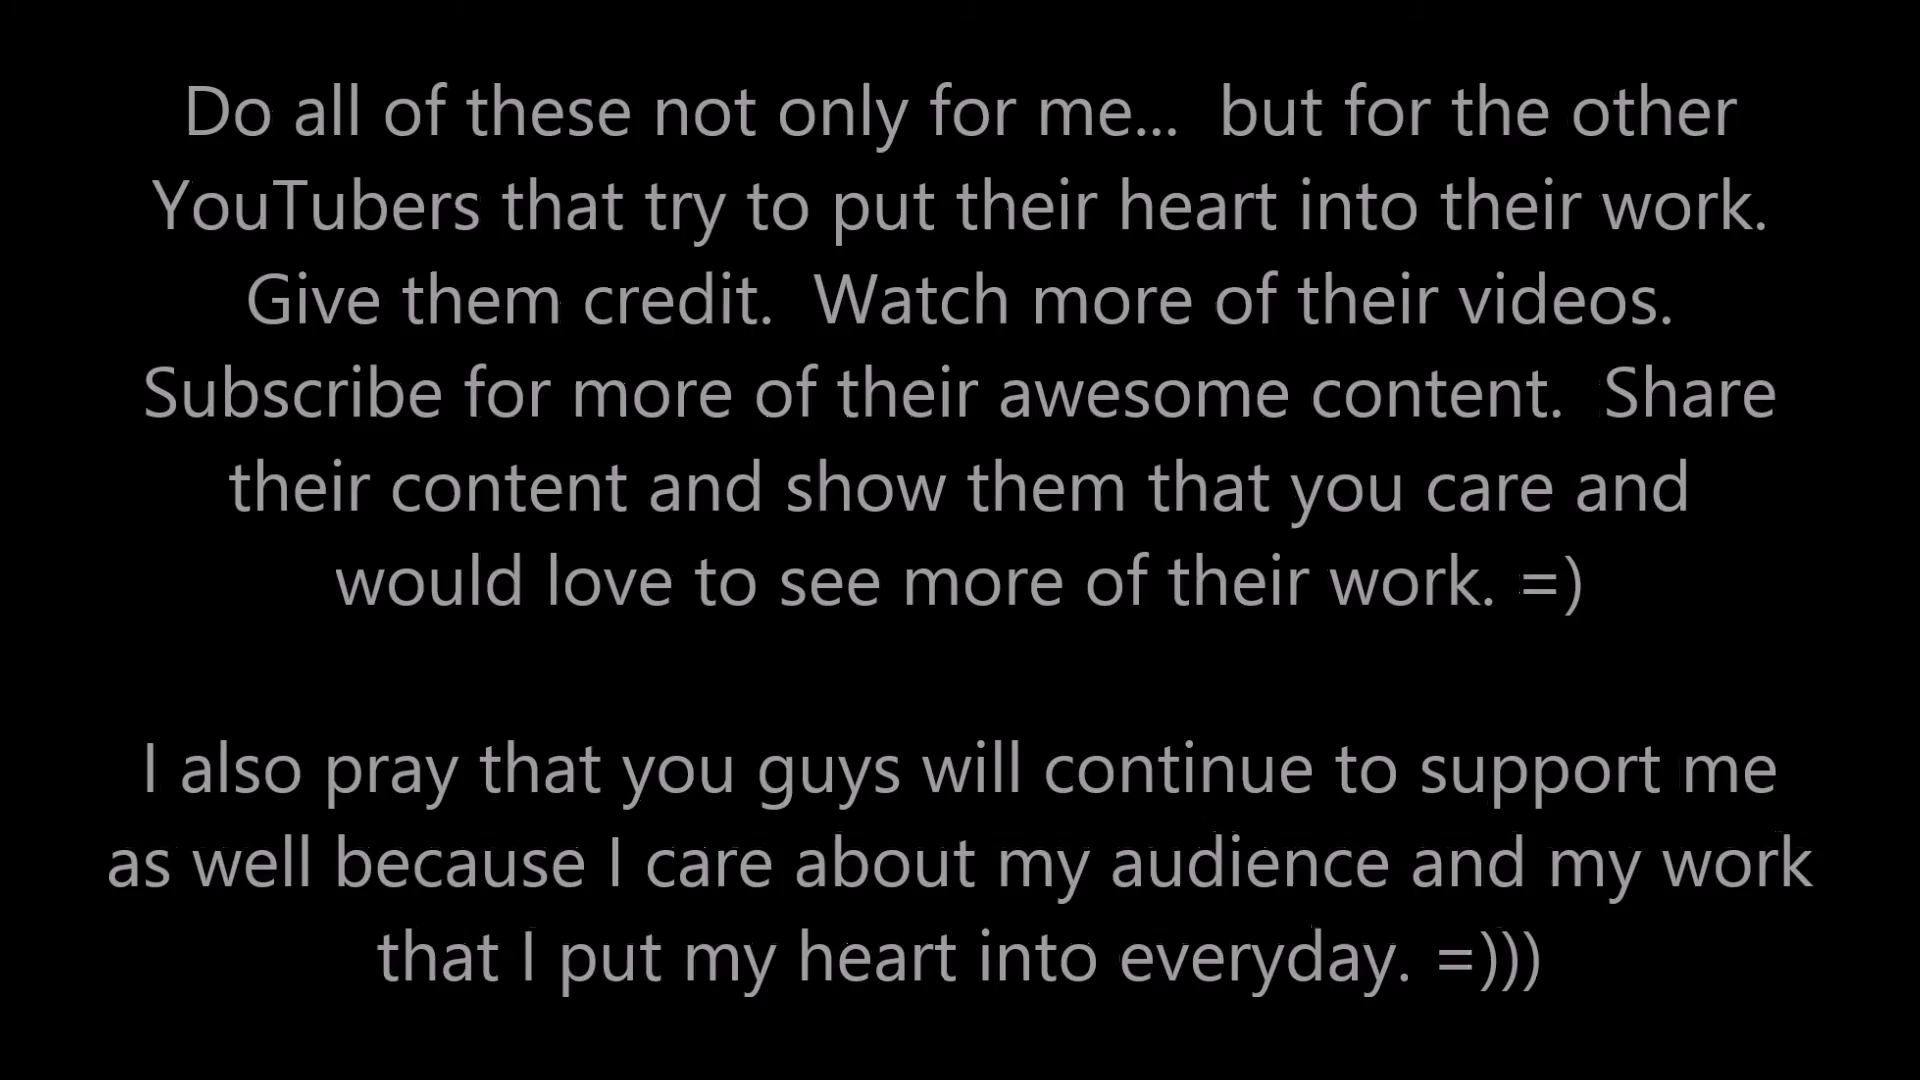 Do all of these not only for me...  but for the other
YouTubers that try to put their heart into their work.
Give them credit.  Watch more of their videos.
Subscribe for more of their awesome content.  Share
their content and show them that you care and
would love to see more of their work. =)
I also pray that you guys will continue to support me
as well because I care about my audience and my work
that I put my heart into everyday. =)))